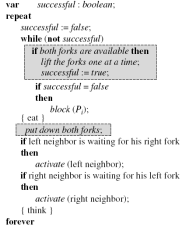 var successful : boolean;
repeat
successful := false;
while (not successful)
if both forks are available then
lift the forks one at a time;
successful := true;
if successful = false
then
block (Pi);
{ eat }
put down both forks;
if left neighbor is waiting for his right fork
then
activate (left neighbor);
if right neighbor is waiting for his left fork
then
activate (right neighbor);
{ think }
forever